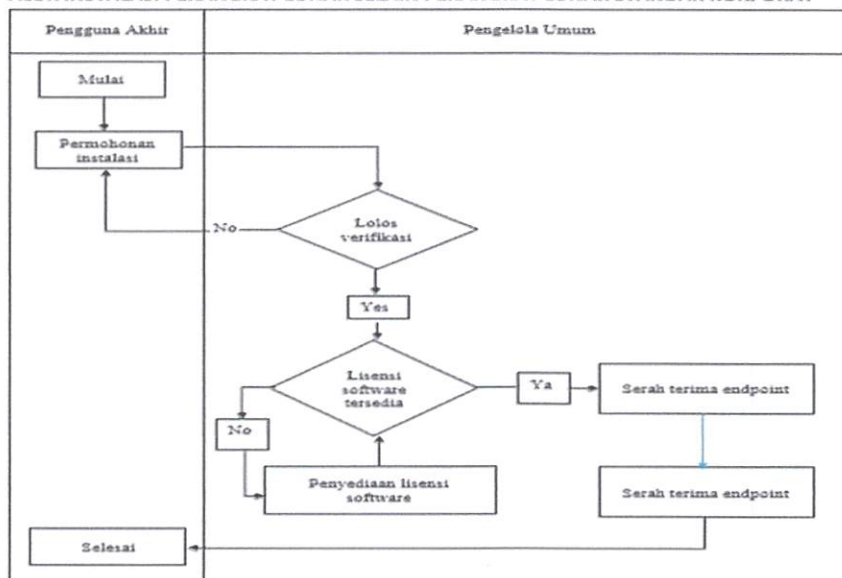 Pengguna Akhir
Pengelola Umum
Mulai
Permohonan
instalasi
No
Lolos
verifikasi
Yes
Lisensi
software
tersedia
Ya
Serah terima endpoint
No
Penyediaan lisensi
software
Serah terima endpoint
Selesai